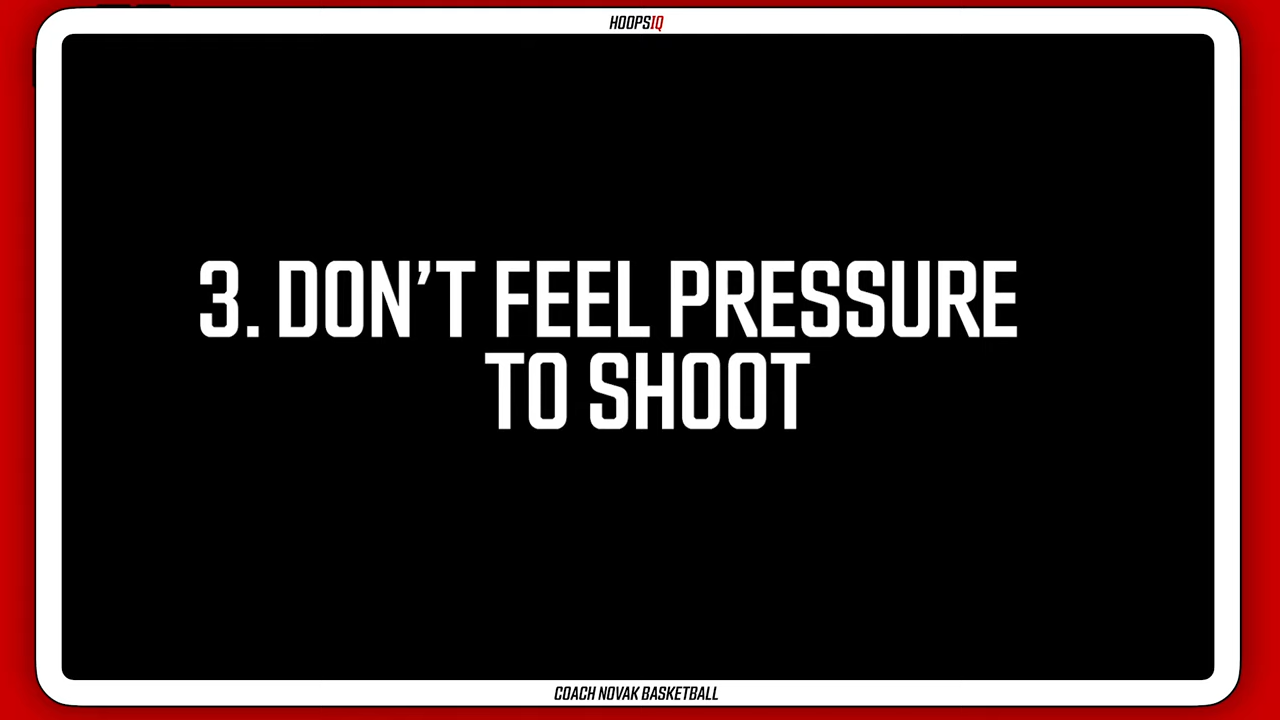 HOOPSIQ
3. DON'T FEEL PRESSURE
TO SHOOT
COACH NOVAK BASKETBALL